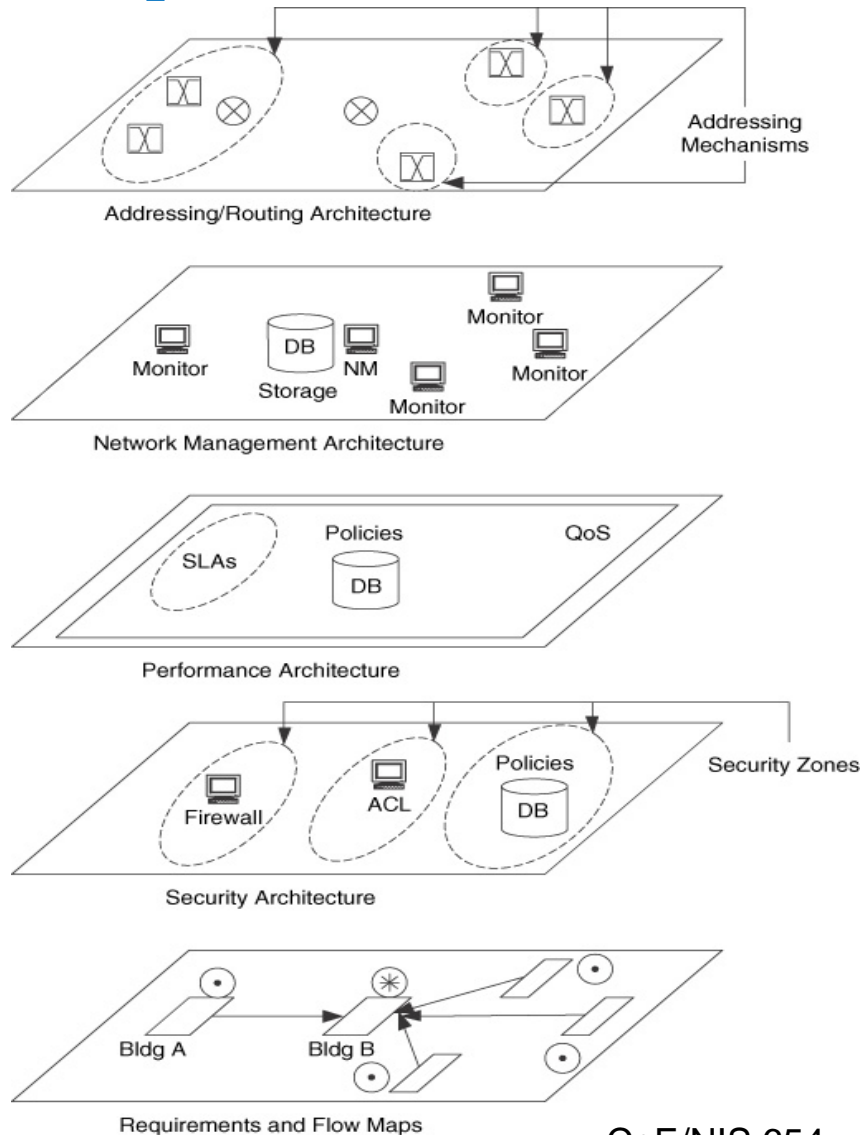 Addressing
Mechanisms
Addressing/Routing Architecture
Monitor
DB
NM
Storage
Monitor
Monitor
Monitor
Network Management Architecture
SLAs
Policies
DB
QoS
Performance Architecture
Firewall
ACL
Policies
DB
Security Zones
Security Architecture
Bldg A
Bldg B
Requirements and Flow Maps